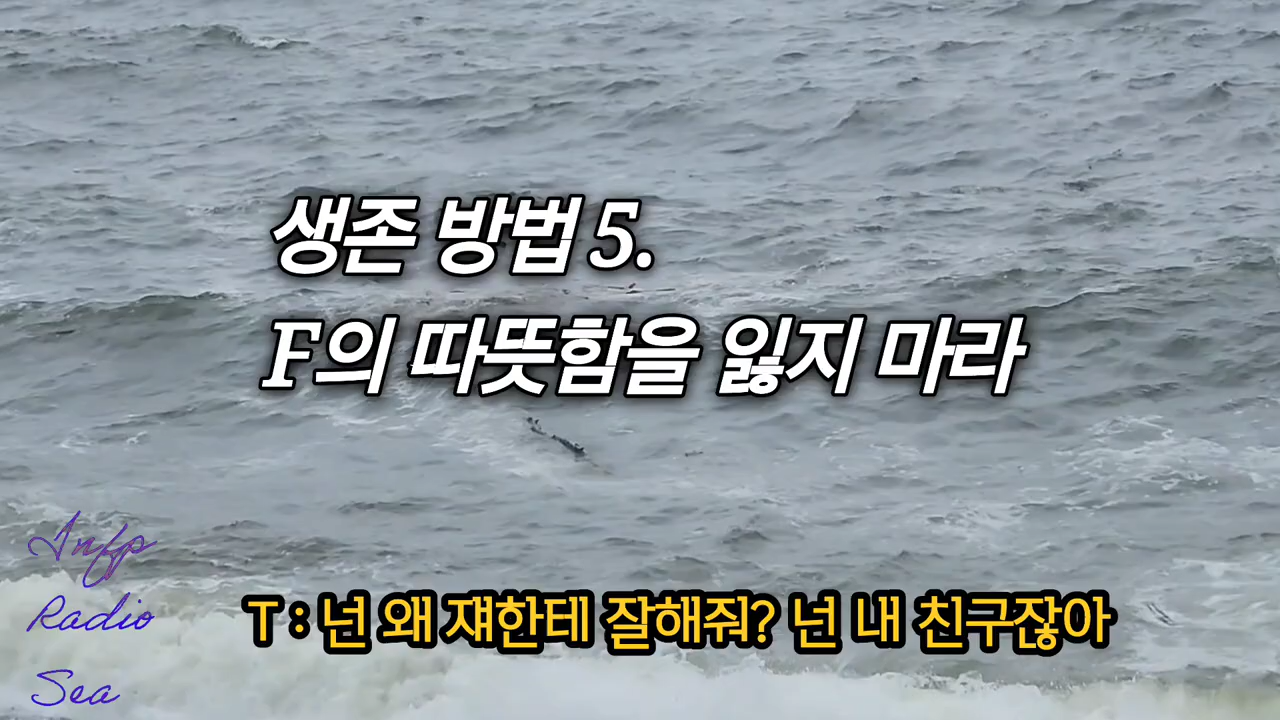 생존 방법 5.
F의 따뜻함을 잃지 마라
Infp
Radio
Sea
T : 넌 왜 쟤한테 잘해줘? 넌 내 친구잖아